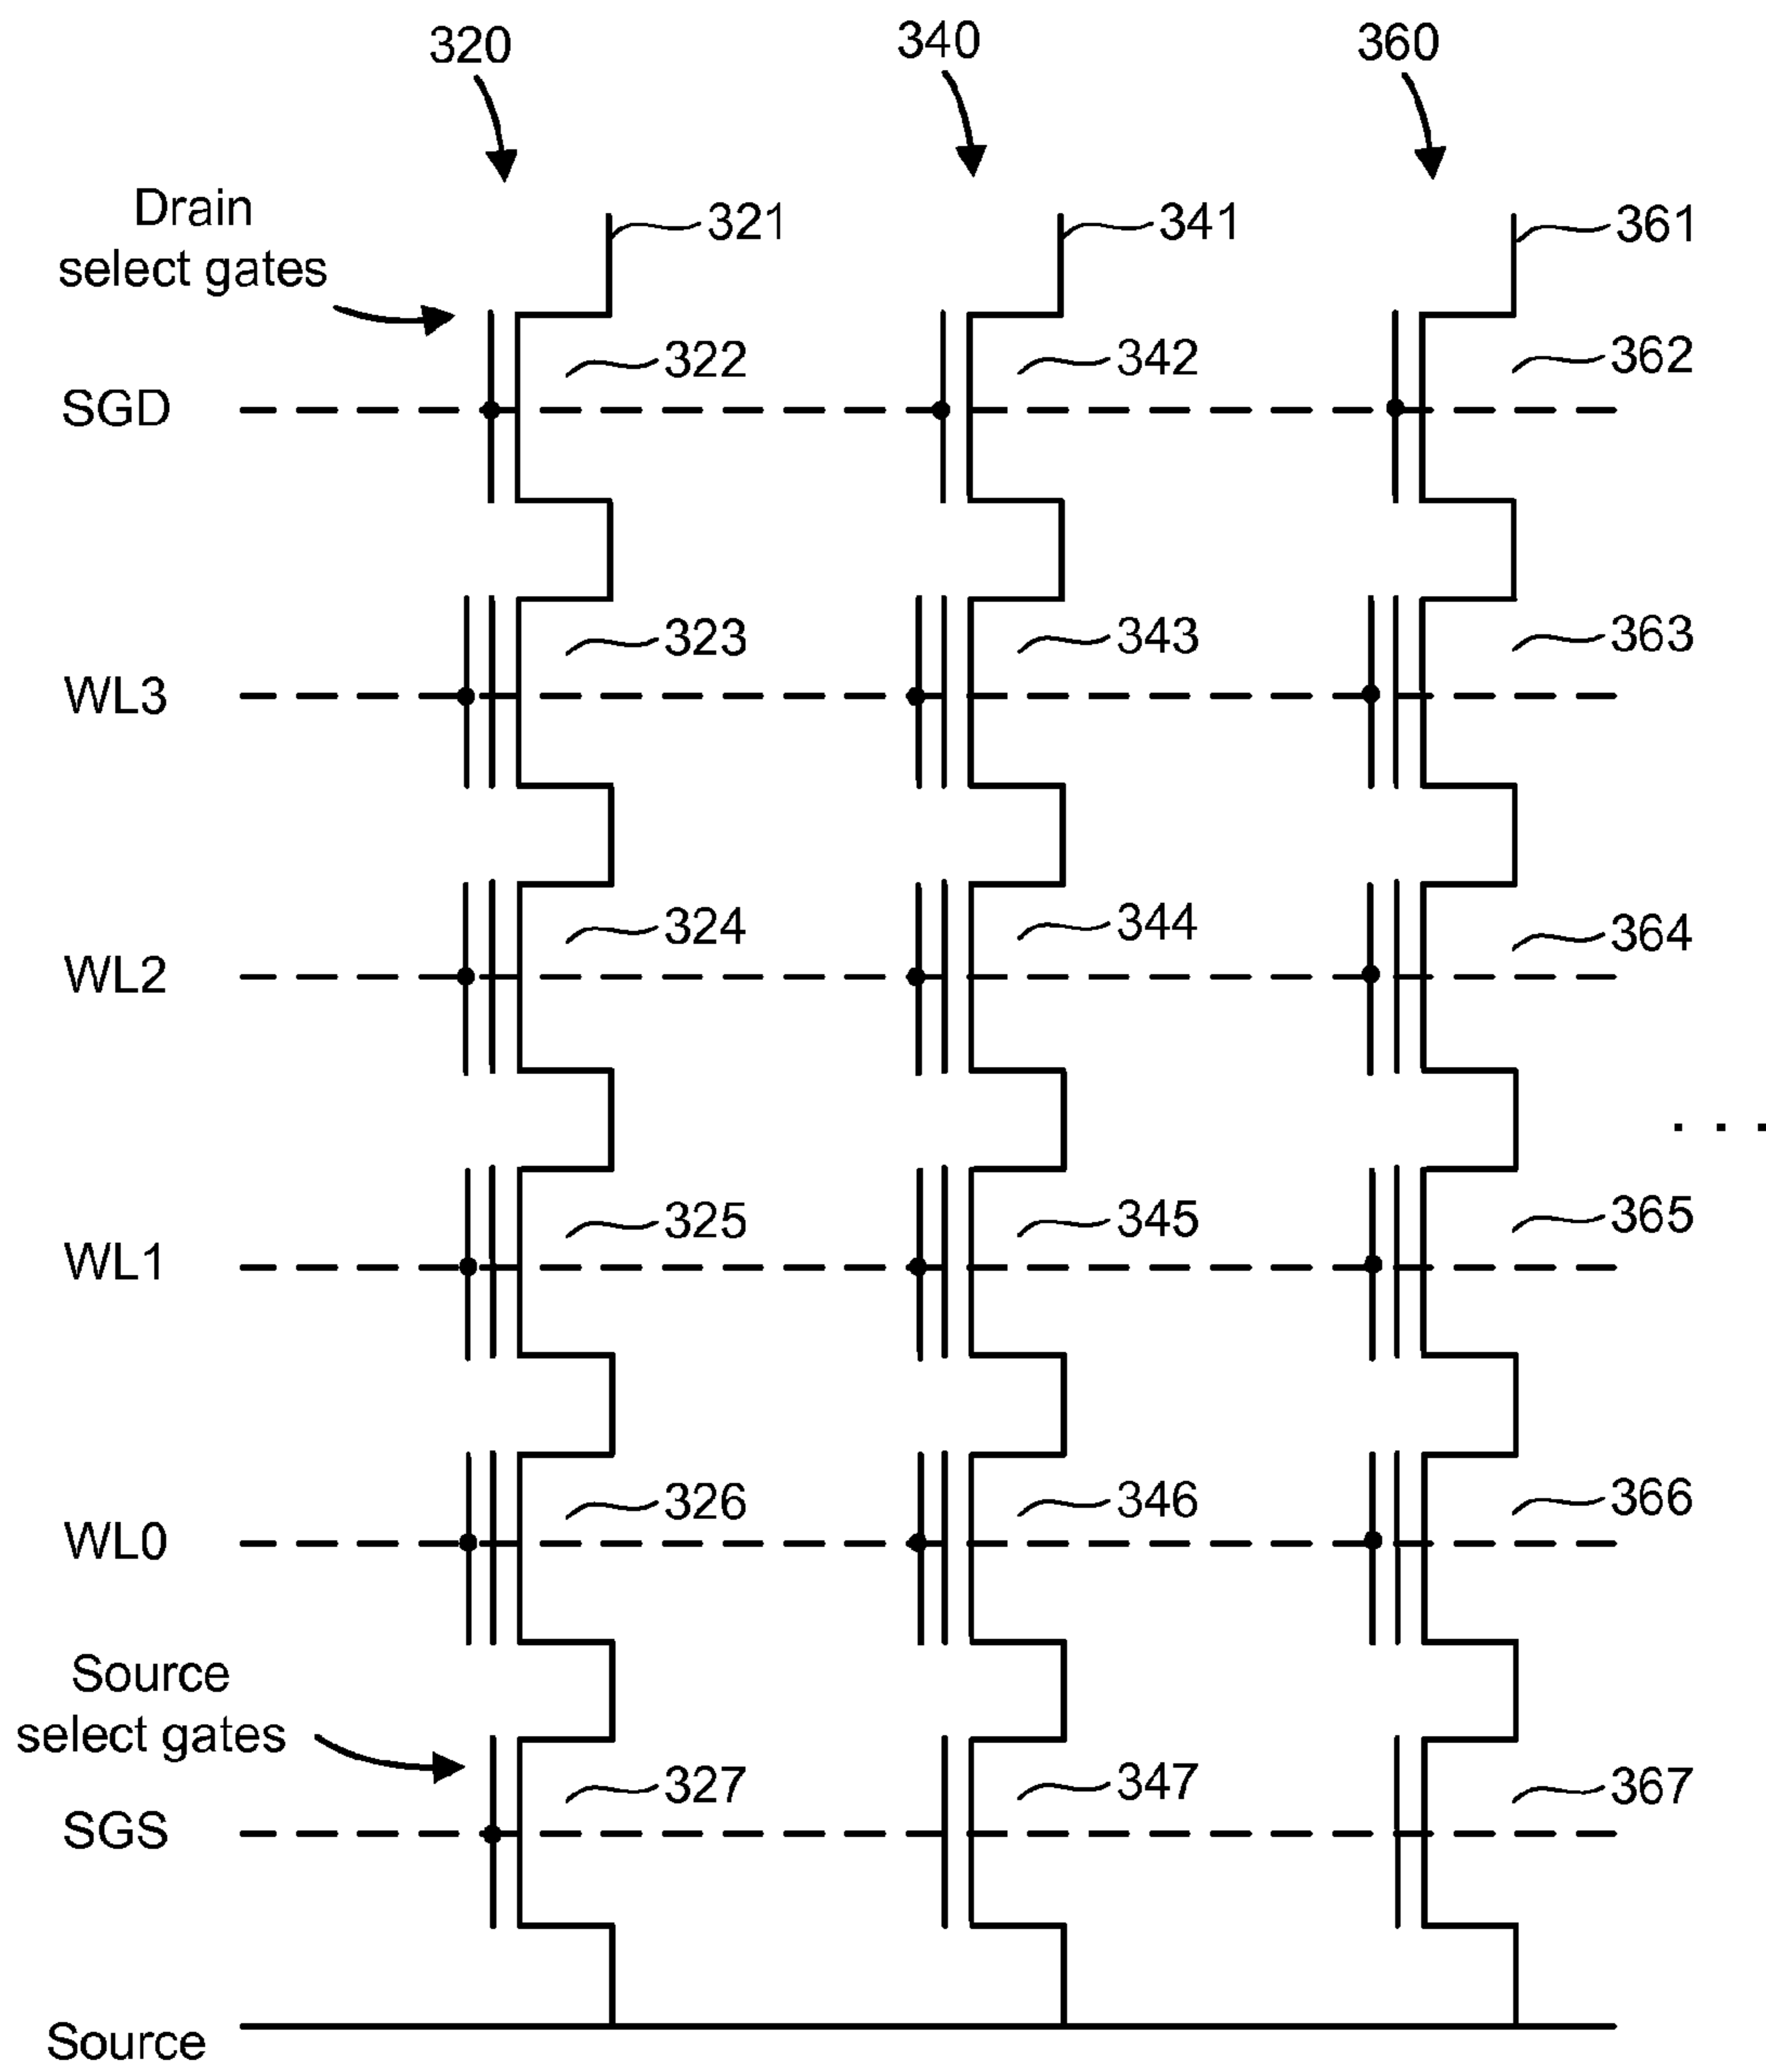 320 340 360
Drain
select gates
321 341 361
322 342 362
SGD
323 343 363
WL3
324 344 364
WL2
. . .
325 345 365
WL1
326 346 366
WL0
Source
select gates
327 347 367
SGS
Source